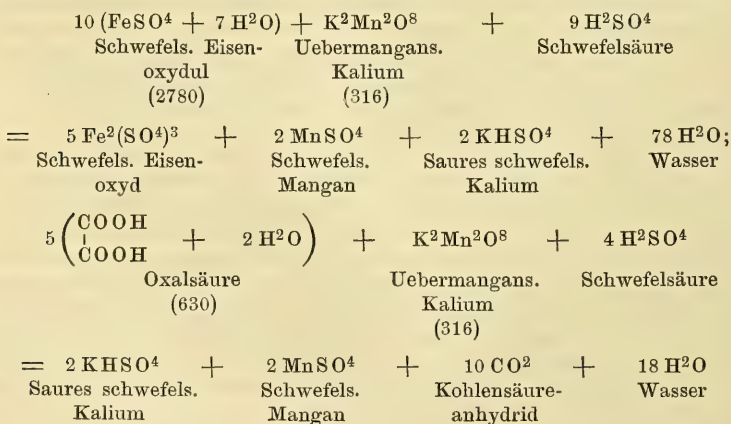 10 (FeSO⁴ + 7 H²O) + K²Mn²O⁸ + 9 H²SO⁴
Schwefels. Eisen- Uebermangans. Schwefelsäure
oxydul Kalium
(2780) (316)
= 5 Fe²(SO⁴)³ + 2 MnSO⁴ + 2 KHSO⁴ + 78 H²O;
Schwefels. Eisen- Schwefels. Saures schwefels. Wasser
oxyd Mangan Kalium
5 (COOH
| + 2 H²O) + K²Mn²O⁸ + 4 H²SO⁴
COOH
Oxalsäure Uebermangans. Schwefelsäure
(630) Kalium
(316)
= 2 KHSO⁴ + 2 MnSO⁴ + 10 CO² + 18 H²O
Saures schwefels. Schwefels. Kohlensäure- Wasser
Kalium Mangan anhydrid